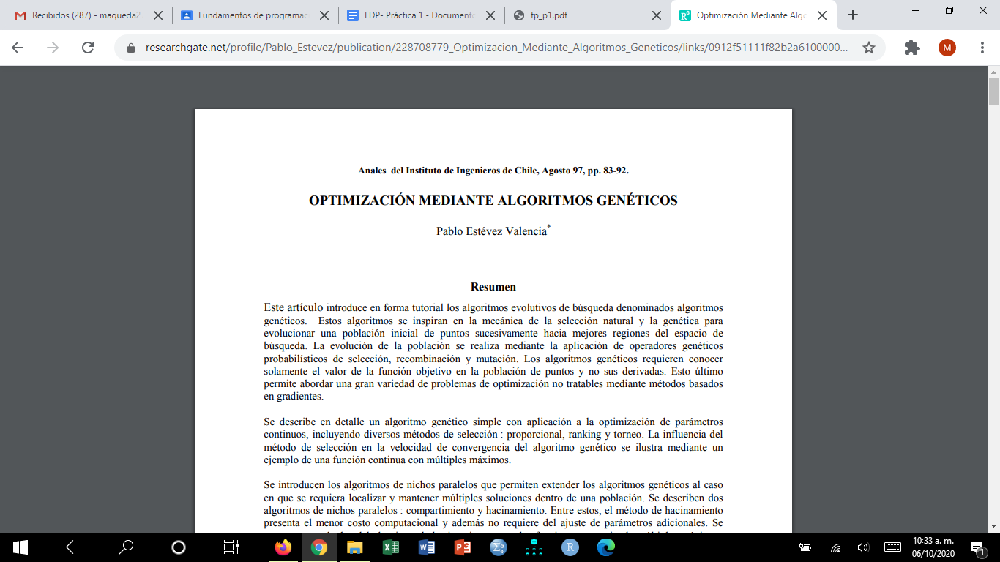 Recibidos (287) - maqueda2
Fundamentos de programac
FDP- Práctica 1 - Documento
fp_p1.pdf
Optimización Mediante Algo
researchgate.net/profile/Pablo_Estevez/publication/228708779_Optimizacion_Mediante_Algoritmos_Geneticos/links/0912f51111f82b2a6100000...
M
Anales del Instituto de Ingenieros de Chile, Agosto 97, pp. 83-92.
OPTIMIZACIÓN MEDIANTE ALGORITMOS GENÉTICOS
Pablo Estévez Valencia*
Resumen
Este artículo introduce en forma tutorial los algoritmos evolutivos de búsqueda denominados algoritmos
genéticos. Estos algoritmos se inspiran en la mecánica de la selección natural y la genética para
evolucionar una población inicial de puntos sucesivamente hacia mejores regiones del espacio de
búsqueda. La evolución de la población se realiza mediante la aplicación de operadores genéticos
probabilísticos de selección, recombinación y mutación. Los algoritmos genéticos requieren conocer
solamente el valor de la función objetivo en la población de puntos y no sus derivadas. Esto último
permite abordar una gran variedad de problemas de optimización no tratables mediante métodos basados
en gradientes.
Se describe en detalle un algoritmo genético simple con aplicación a la optimización de parámetros
continuos, incluyendo diversos métodos de selección : proporcional, ranking y torneo. La influencia del
método de selección en la velocidad de convergencia del algoritmo genético se ilustra mediante un
ejemplo de una función continua con múltiples máximos.
Se introducen los algoritmos de nichos paralelos que permiten extender los algoritmos genéticos al caso
en que se requiera localizar y mantener múltiples soluciones dentro de una población. Se describen dos
algoritmos de nichos paralelos : compartimiento y hacinamiento. Entre estos, el método de hacinamiento
presenta el menor costo computacional y además no requiere del ajuste de parámetros adicionales. Se
10:33 a. m.
06/10/2020
1